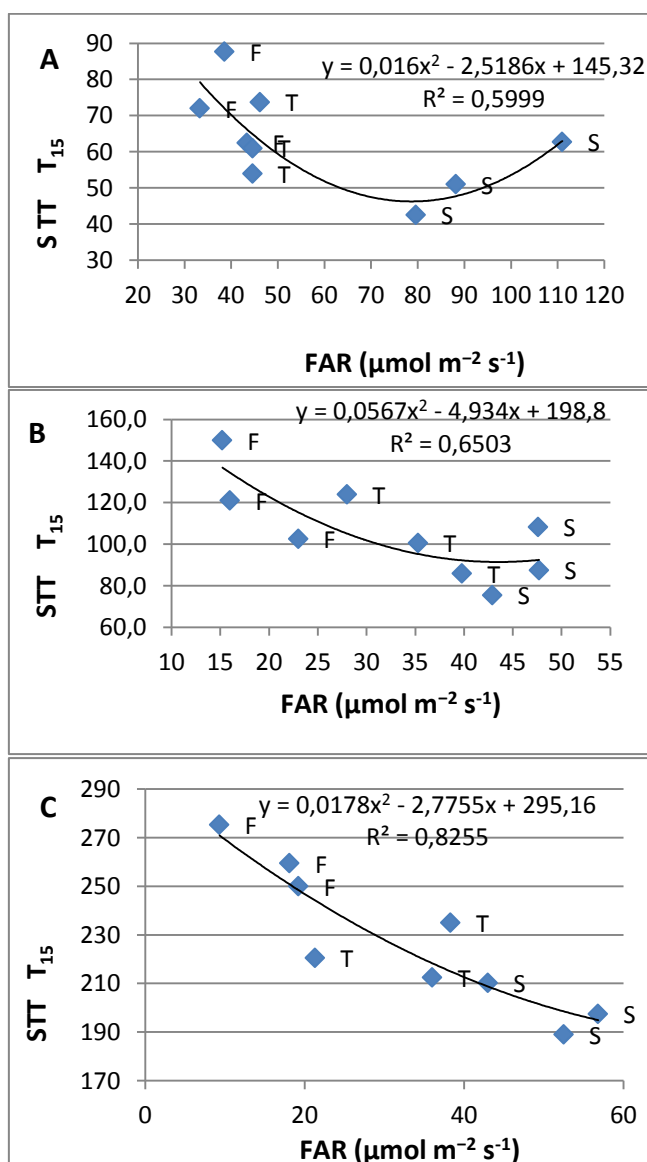 A
y = 0,016x² - 2,5186x + 145,32
R² = 0,5999
90
80
70
60
50
40
30
STT T₁₅
F
F
T
F
T
T
S
S
S
20 30 40 50 60 70 80 90 100 110 120
FAR (µmol m⁻² s⁻¹)
B
y = 0,0567x² - 4,934x + 198,8
R² = 0,6503
160,0
140,0
120,0
100,0
80,0
60,0
STT T₁₅
F
F
T
F
T
S
T
S
S
10 15 20 25 30 35 40 45 50 55
FAR (µmol m⁻² s⁻¹)
C
y = 0,0178x² - 2,7755x + 295,16
R² = 0,8255
290
270
250
230
210
190
170
STT T₁₅
F
F
F
T
T
T
S
S
S
0 20 40 60
FAR (µmol m⁻² s⁻¹)